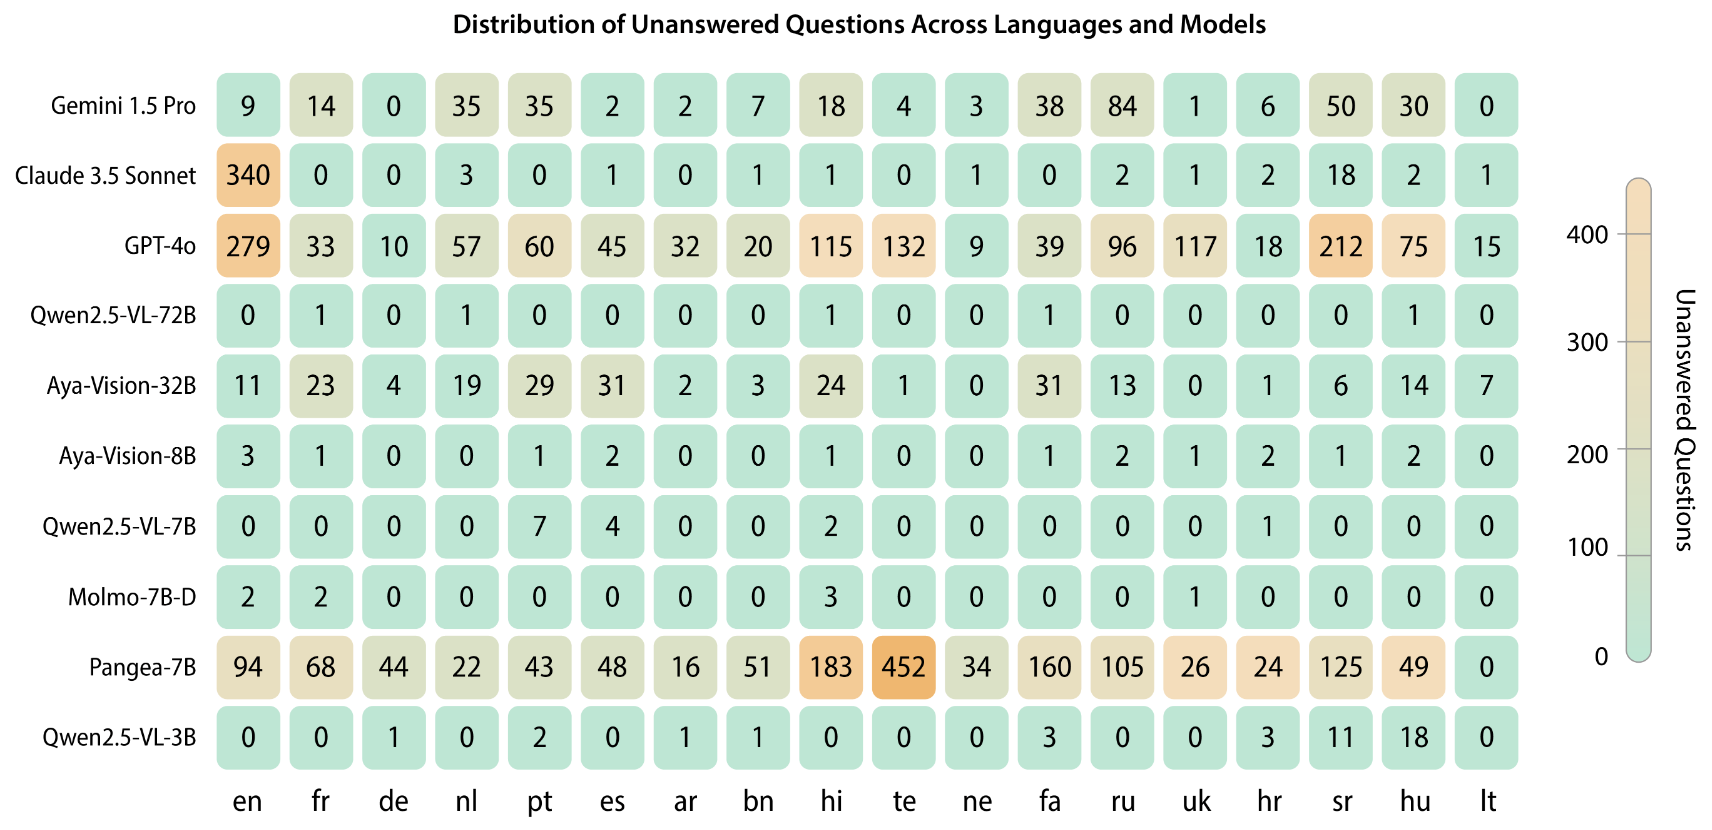 Distribution of Unanswered Questions Across Languages and Models
Gemini 1.5 Pro 9 14 0 35 35 2 2 7 18 4 3 38 84 1 6 50 30 0
Claude 3.5 Sonnet 340 0 0 3 0 1 0 1 1 0 1 0 2 1 2 18 2 1
GPT-4o 279 33 10 57 60 45 32 20 115 132 9 39 96 117 18 212 75 15
Qwen2.5-VL-72B 0 1 0 1 0 0 0 0 1 0 0 1 0 0 0 0 1 0
Aya-Vision-32B 11 23 4 19 29 31 2 3 24 1 0 31 13 0 1 6 14 7
Aya-Vision-8B 3 1 0 0 1 2 0 0 1 0 0 1 2 1 2 1 2 0
Qwen2.5-VL-7B 0 0 0 0 7 4 0 0 2 0 0 0 0 0 1 0 0 0
Molmo-7B-D 2 2 0 0 0 0 0 0 3 0 0 0 0 1 0 0 0 0
Pangea-7B 94 68 44 22 43 48 16 51 183 452 34 160 105 26 24 125 49 0
Qwen2.5-VL-3B 0 0 1 0 2 0 1 1 0 0 0 3 0 0 3 11 18 0
en fr de nl pt es ar bn hi te ne fa ru uk hr sr hu lt
400
300
200
100
0
Unanswered Questions